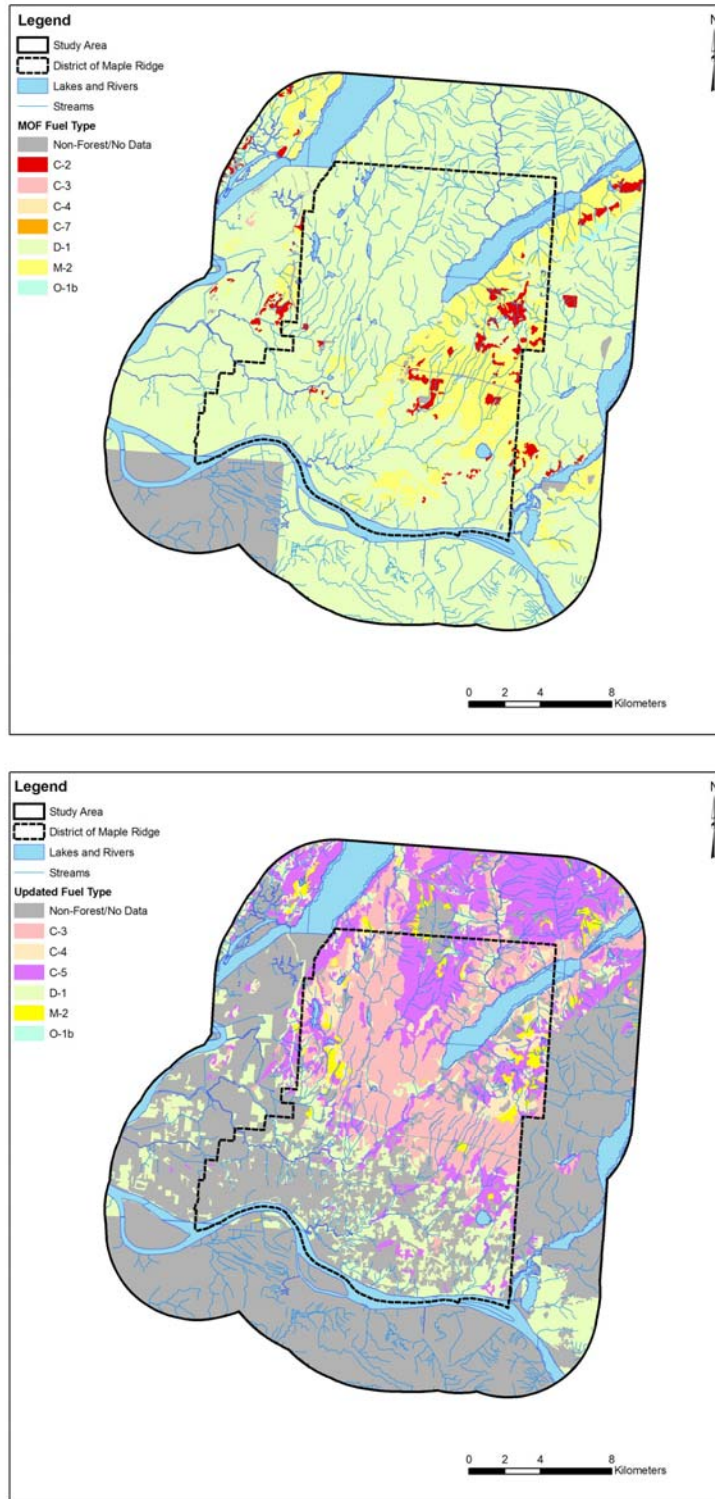 Legend
N
Study Area
District of Maple Ridge
Lakes and Rivers
Streams
MOF Fuel Type
Non-Forest/No Data
C-2
C-3
C-4
C-7
D-1
M-2
O-1b
0 2 4 8
Kilometers
Legend
N
Study Area
District of Maple Ridge
Lakes and Rivers
Streams
Updated Fuel Type
Non-Forest/No Data
C-3
C-4
C-5
D-1
M-2
O-1b
0 2 4 8
Kilometers